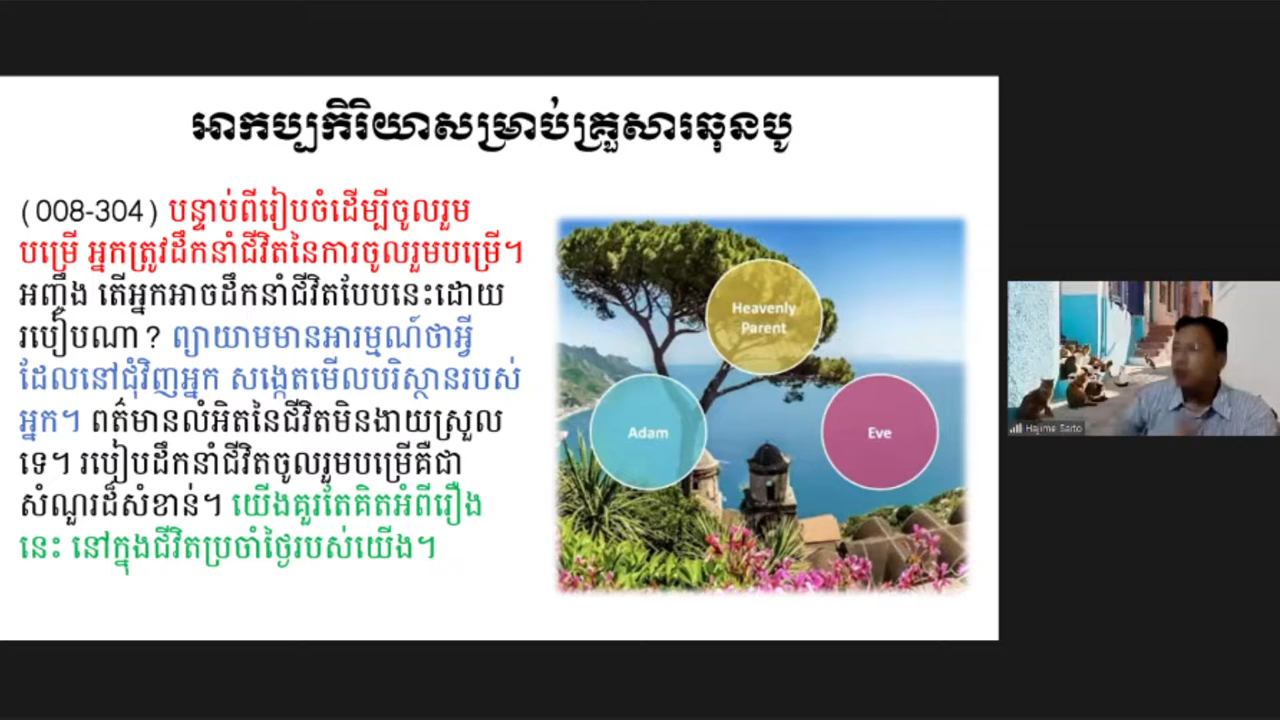 អាកប្បកិរិយាសម្រាប់គ្រួសារឆុនបូ
(008-304) បន្ទាប់ពីរៀបចំដើម្បីចូលរួម
បម្រើ អ្នកត្រូវដឹកនាំជីវិតនៃការចូលរួមបម្រើ។
អញ្ចឹង តើអ្នកអាចដឹកនាំជីវិតបែបនេះដោយ
របៀបណា? ព្យាយាមមានអារម្មណ៍ថាអ្វី
ដែលនៅជុំវិញអ្នក សង្កេតមើលបរិស្ថានរបស់
អ្នក។ ពត៌មានលំអិតនៃជីវិតមិនងាយស្រួល
ទេ។ របៀបដឹកនាំជីវិតចូលរួមបម្រើគឺជា
សំណួរដ៏សំខាន់។ យើងគួរតែគិតអំពីរឿង
នេះ នៅក្នុងជីវិតប្រចាំថ្ងៃរបស់យើង។
Heavenly
Parent
Adam
Eve
Hajime Saito